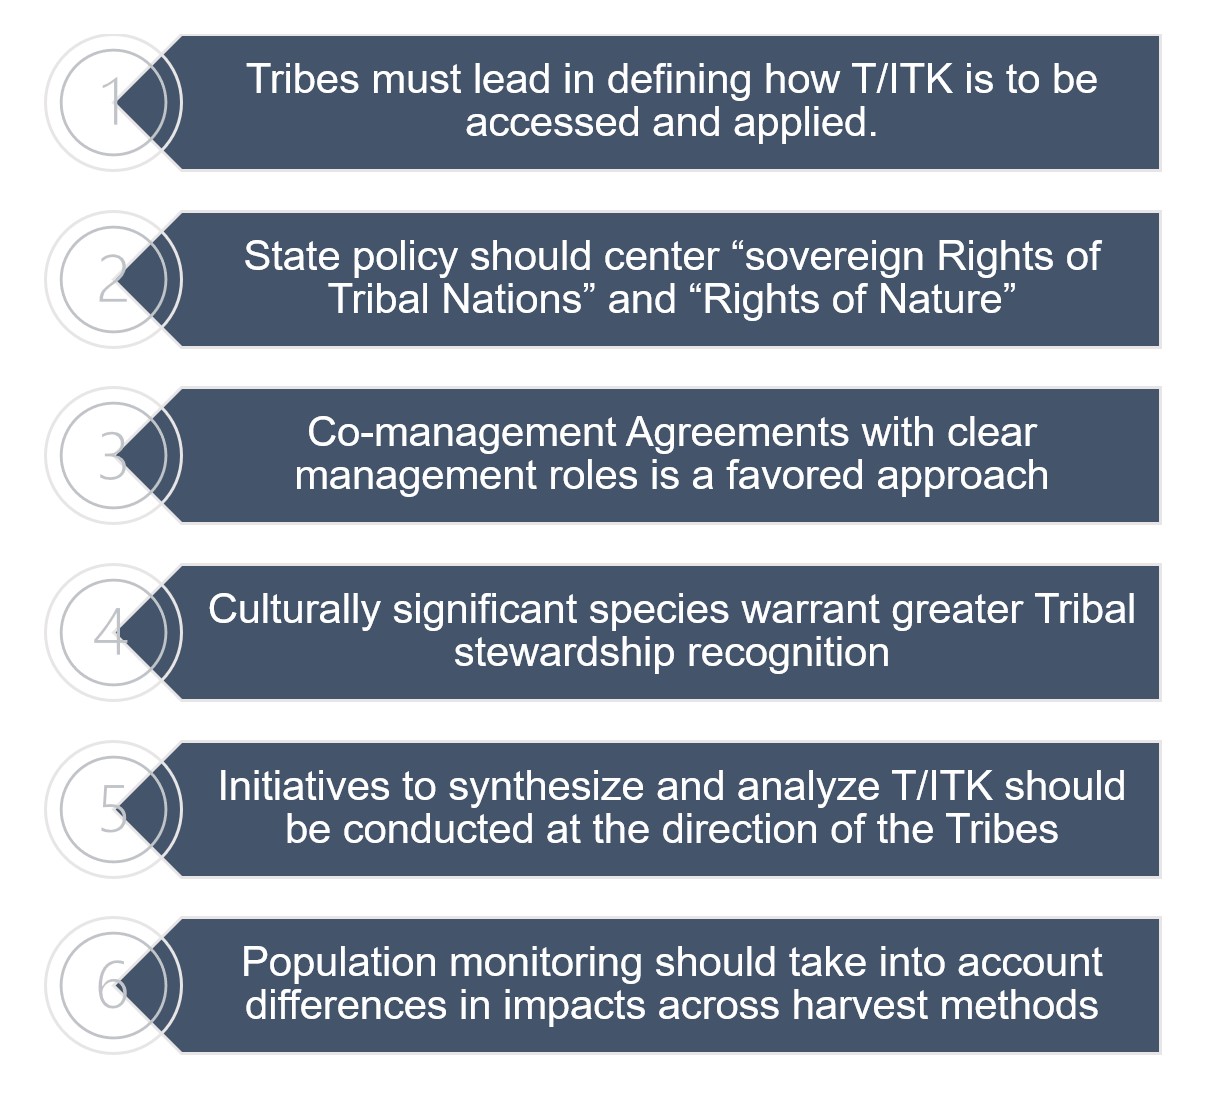 1
Tribes must lead in defining how T/ITK is to be
accessed and applied.
2
State policy should center “sovereign Rights of
Tribal Nations” and “Rights of Nature”
3
Co-management Agreements with clear
management roles is a favored approach
4
Culturally significant species warrant greater Tribal
stewardship recognition
5
Initiatives to synthesize and analyze T/ITK should
be conducted at the direction of the Tribes
6
Population monitoring should take into account
differences in impacts across harvest methods